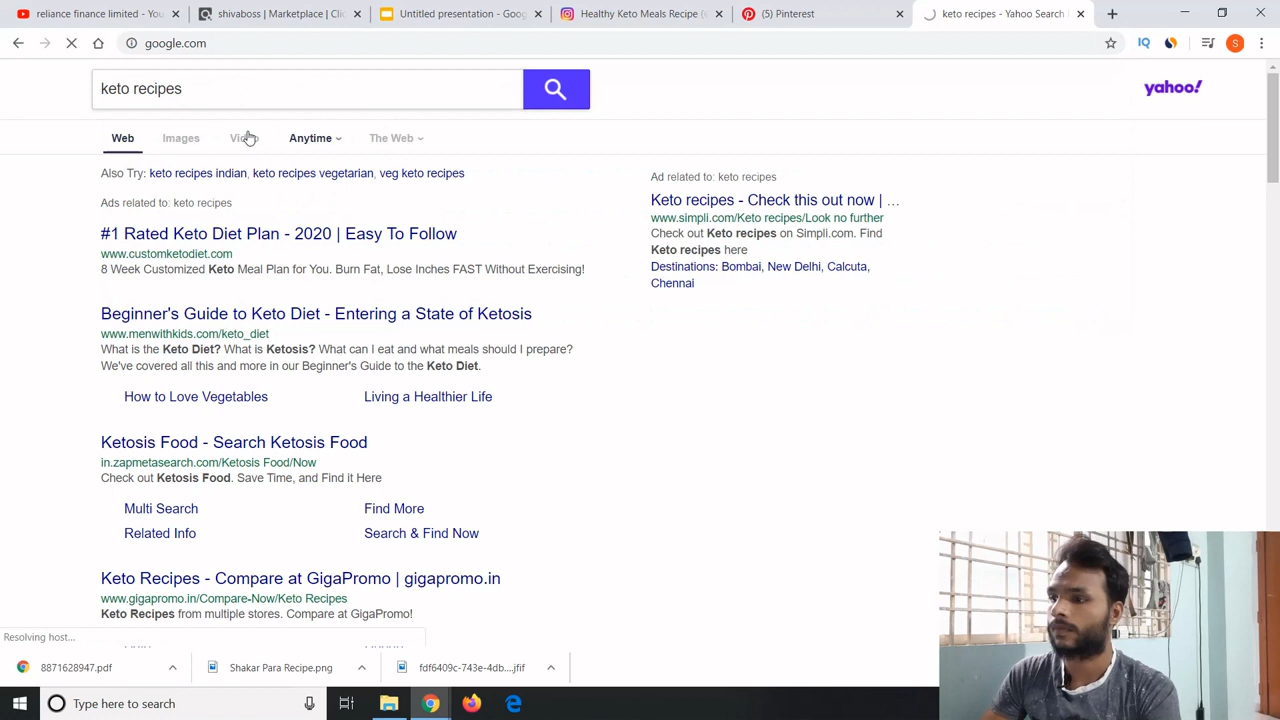 reliance finance limited - You
shivaboss | Marketplace | Clic
Untitled presentation - Goog
Healthy Keto Meals Recipe (
(5) Pinterest
keto recipes - Yahoo Search
google.com
IQ
S
keto recipes
yahoo!
Web
Images
Video
Anytime
The Web
Also Try: keto recipes indian, keto recipes vegetarian, veg keto recipes
Ads related to: keto recipes
#1 Rated Keto Diet Plan - 2020 | Easy To Follow
www.customketodiet.com
8 Week Customized Keto Meal Plan for You. Burn Fat, Lose Inches FAST Without Exercising!
Beginner's Guide to Keto Diet - Entering a State of Ketosis
www.menwithkids.com/keto_diet
What is the Keto Diet? What is Ketosis? What can I eat and what meals should I prepare?
We've covered all this and more in our Beginner's Guide to the Keto Diet.
How to Love Vegetables
Living a Healthier Life
Ketosis Food - Search Ketosis Food
in.zapmetasearch.com/Ketosis Food/Now
Check out Ketosis Food. Save Time, and Find it Here
Multi Search
Find More
Related Info
Search & Find Now
Keto Recipes - Compare at GigaPromo | gigapromo.in
www.gigapromo.in/Compare-Now/Keto Recipes
Keto Recipes from multiple stores. Compare at GigaPromo!
Ad related to: keto recipes
Keto recipes - Check this out now | ...
www.simpli.com/Keto recipes/Look no further
Check out Keto recipes on Simpli.com. Find
Keto recipes here
Destinations: Bombai, New Delhi, Calcuta,
Chennai
Resolving host...
8871628947.pdf
Shakar Para Recipe.png
fdf6409c-743e-4db....jfif
Type here to search